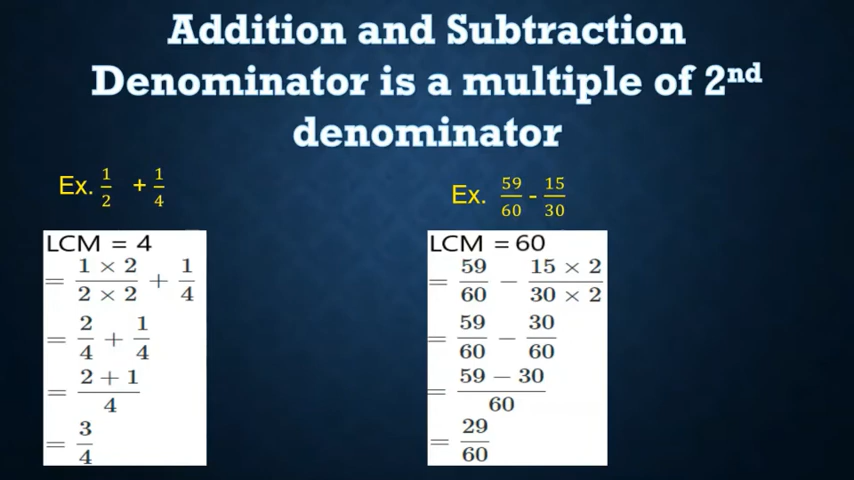 Addition and Subtraction
Denominator is a multiple of 2nd
denominator
Ex. 1/2 + 1/4
LCM = 4
= (1 × 2)/(2 × 2) + 1/4
= 2/4 + 1/4
= (2 + 1)/4
= 3/4
Ex. 59/60 - 15/30
LCM = 60
= 59/60 − (15 × 2)/(30 × 2)
= 59/60 − 30/60
= (59 − 30)/60
= 29/60